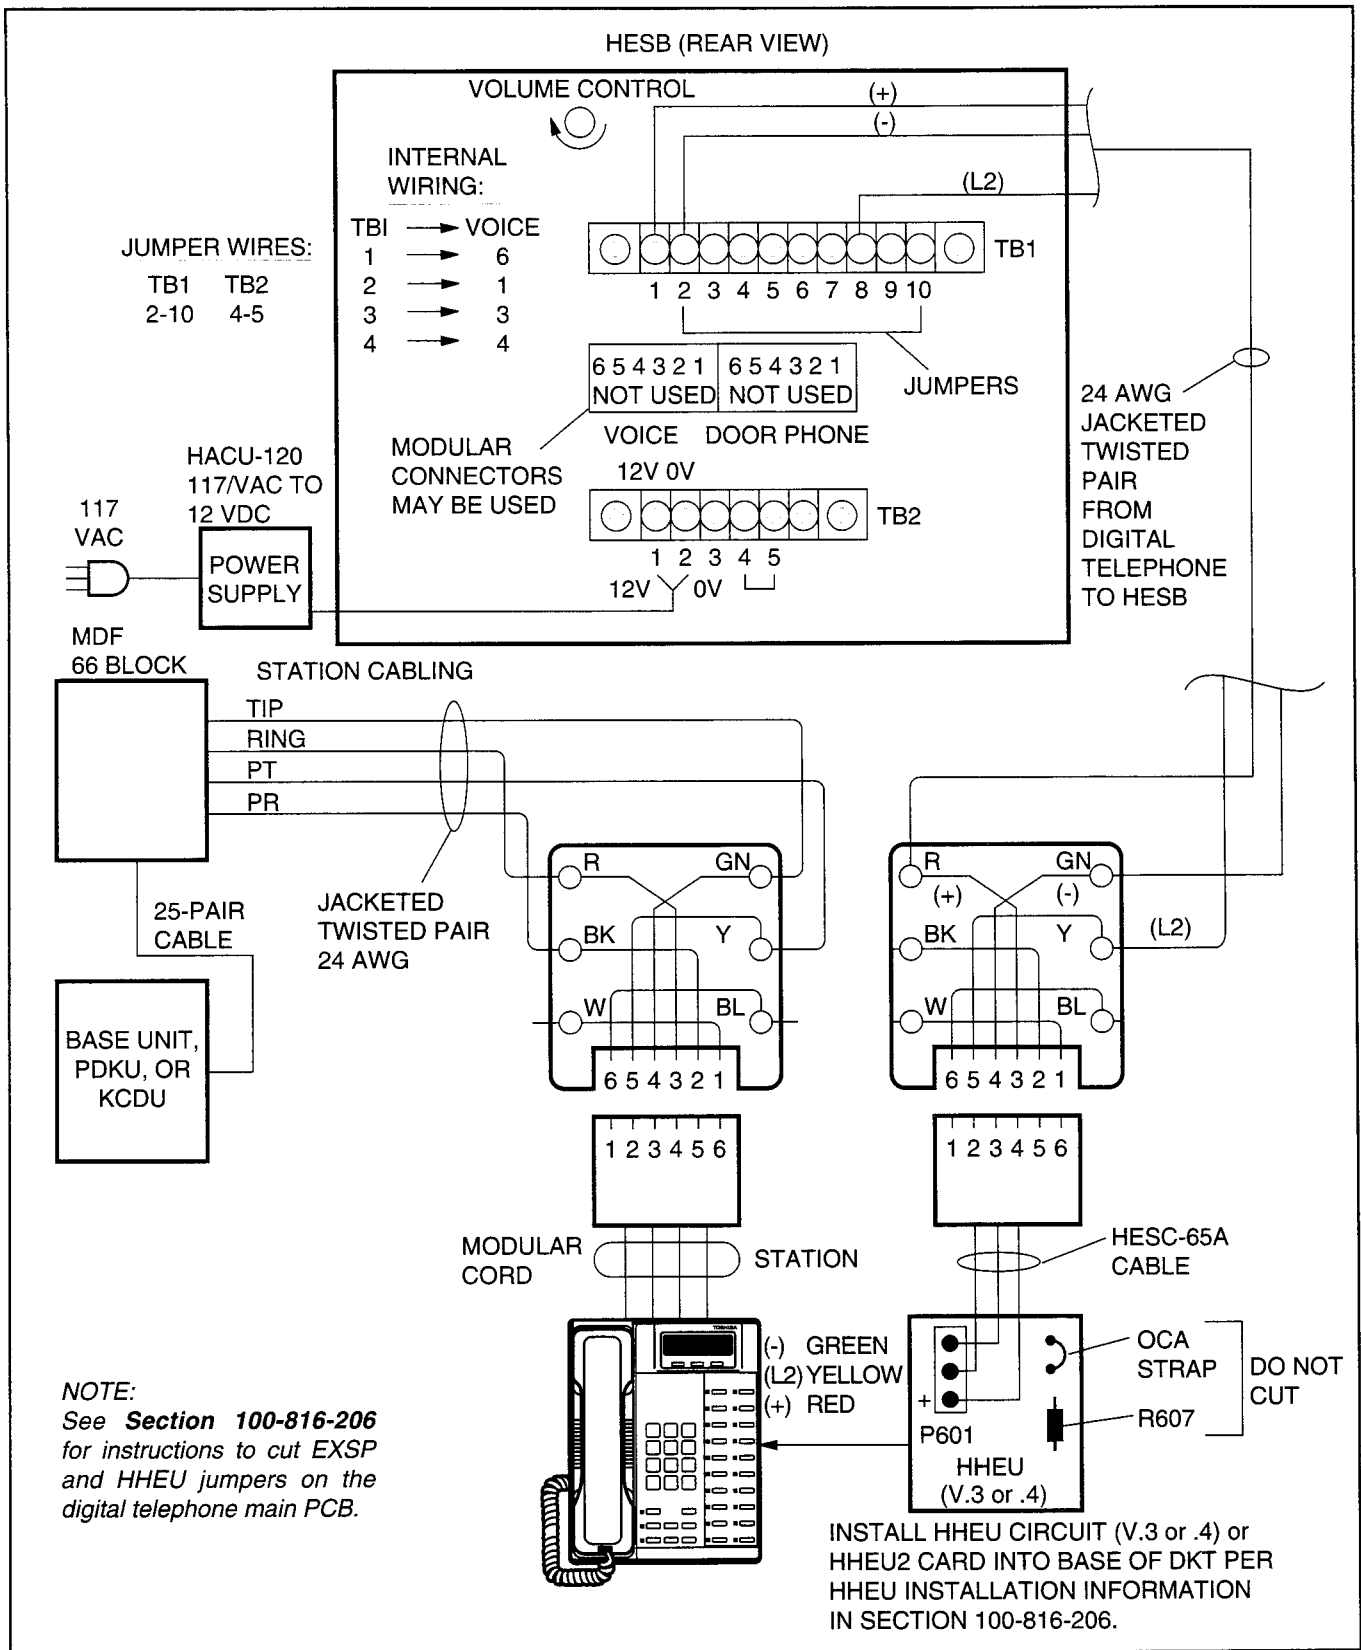 HESB (REAR VIEW)
VOLUME CONTROL
(+)
(-)
(L2)
INTERNAL
WIRING:
TBI VOICE
1 6
2 1
3 3
4 4
JUMPER WIRES:
TB1 TB2
2-10 4-5
TB1
1 2 3 4 5 6 7 8 9 10
JUMPERS
6 5 4 3 2 1 6 5 4 3 2 1
NOT USED NOT USED
VOICE DOOR PHONE
MODULAR
CONNECTORS
MAY BE USED
12V 0V
TB2
1 2 3 4 5
12V 0V
24 AWG
JACKETED
TWISTED
PAIR
FROM
DIGITAL
TELEPHONE
TO HESB
HACU-120
117/VAC TO
12 VDC
117
VAC
POWER
SUPPLY
MDF
66 BLOCK
STATION CABLING
TIP
RING
PT
PR
JACKETED
TWISTED PAIR
24 AWG
25-PAIR
CABLE
BASE UNIT,
PDKU, OR
KCDU
R GN
BK Y
W BL
6 5 4 3 2 1
R GN
(+) (-)
BK Y (L2)
W BL
6 5 4 3 2 1
1 2 3 4 5 6
1 2 3 4 5 6
MODULAR
CORD
STATION
HESC-65A
CABLE
TOSHIBA
(-) GREEN
(L2) YELLOW
(+) RED
+
P601
HHEU
(V.3 or .4)
OCA
STRAP
R607
DO NOT
CUT
NOTE:
See Section 100-816-206
for instructions to cut EXSP
and HHEU jumpers on the
digital telephone main PCB.
INSTALL HHEU CIRCUIT (V.3 or .4) or
HHEU2 CARD INTO BASE OF DKT PER
HHEU INSTALLATION INFORMATION
IN SECTION 100-816-206.